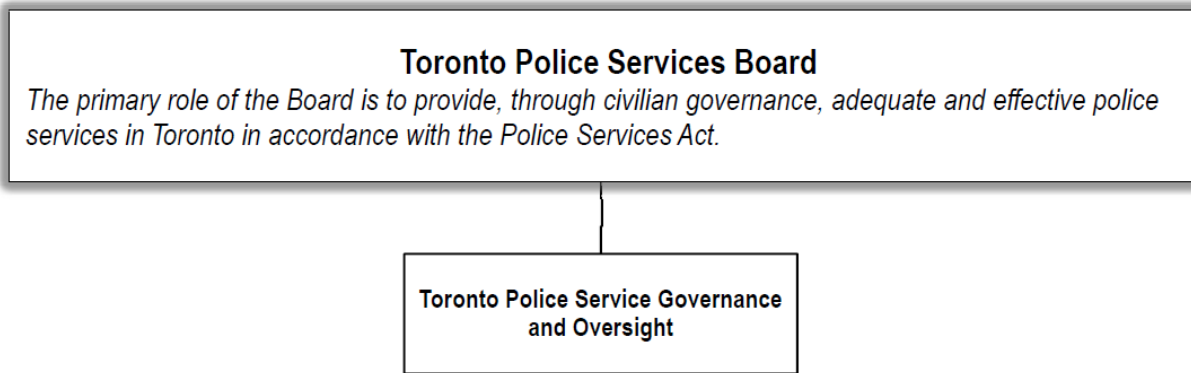 Toronto Police Services Board
The primary role of the Board is to provide, through civilian governance, adequate and effective police
services in Toronto in accordance with the Police Services Act.
Toronto Police Service Governance
and Oversight